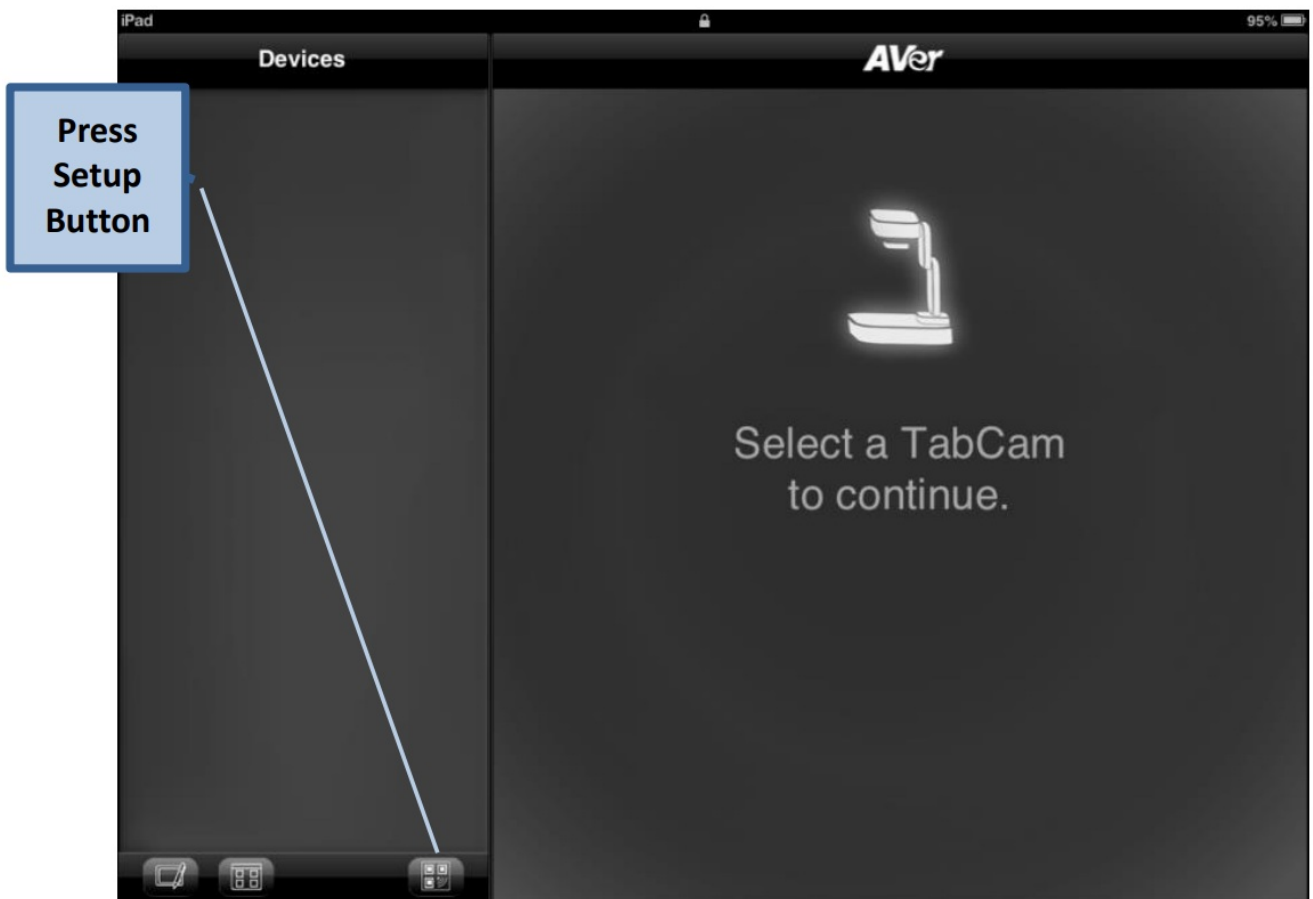 iPad
95%
Devices
AVer
Press
Setup
Button
Select a TabCam
to continue.